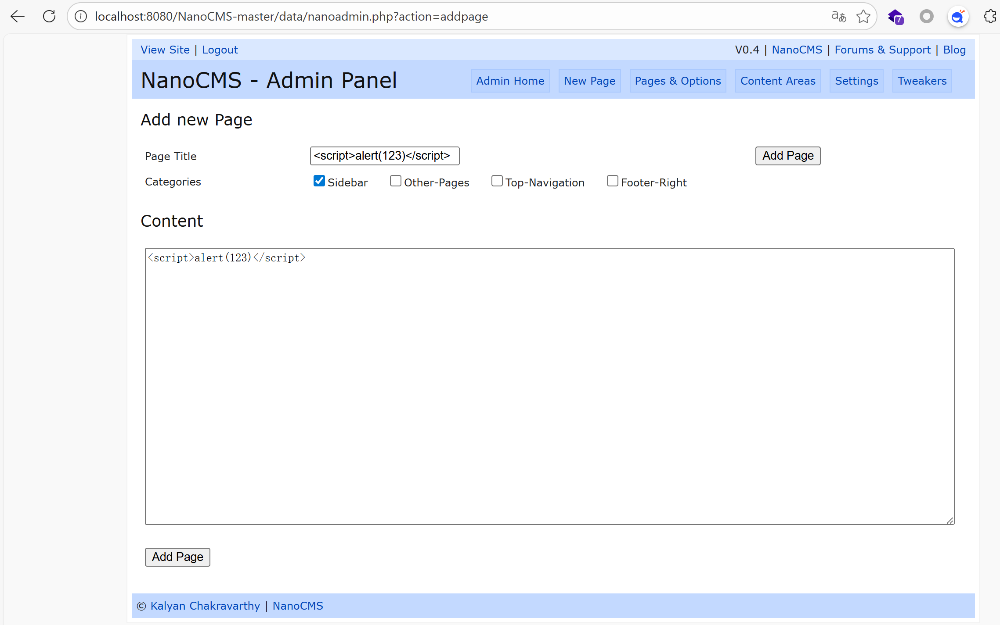 localhost:8080/NanoCMS-master/data/nanoadmin.php?action=addpage
aあ
7
View Site | Logout
V0.4 | NanoCMS | Forums & Support | Blog
NanoCMS - Admin Panel
Admin Home
New Page
Pages & Options
Content Areas
Settings
Tweakers
Add new Page
Page Title
<script>alert(123)</script>
Add Page
Categories
Sidebar
Other-Pages
Top-Navigation
Footer-Right
Content
<script>alert(123)</script>
Add Page
© Kalyan Chakravarthy | NanoCMS